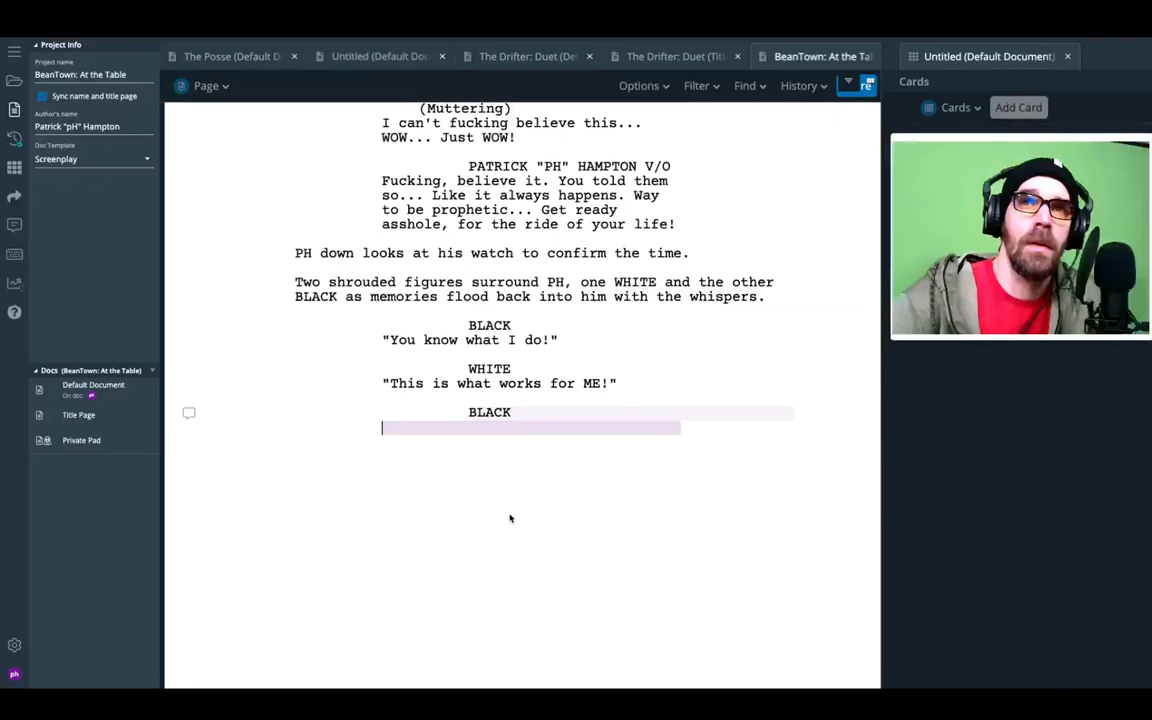 Project Info
Project name
BeanTown: At the Table
Sync name and title page
Author's name
Patrick "pH" Hampton
Doc Template
Screenplay
Docs (BeanTown: At the Table)
Default Document
On doc: ph
Title Page
Private Pad
ph
The Posse (Default D
Untitled (Default Doc
The Drifter: Duet (De
The Drifter: Duet (Titl
BeanTown: At the Ta
Page
Options
Filter
Find
History
re
(Muttering)
I can't fucking believe this...
WOW... Just WOW!
PATRICK "PH" HAMPTON V/O
Fucking, believe it. You told them
so... Like it always happens. Way
to be prophetic... Get ready
asshole, for the ride of your life!
PH down looks at his watch to confirm the time.
Two shrouded figures surround PH, one WHITE and the other
BLACK as memories flood back into him with the whispers.
BLACK
"You know what I do!"
WHITE
"This is what works for ME!"
BLACK
Untitled (Default Document)
Cards
Cards
Add Card